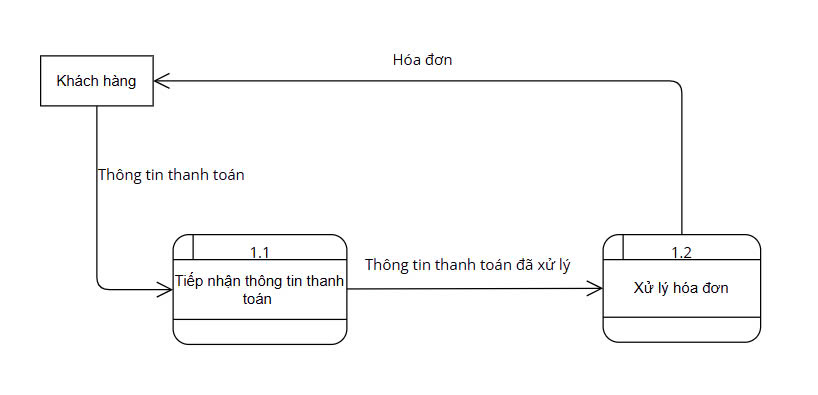 Hóa đơn
Khách hàng
Thông tin thanh toán
1.1
Tiếp nhận thông tin thanh
toán
Thông tin thanh toán đã xử lý
1.2
Xử lý hóa đơn